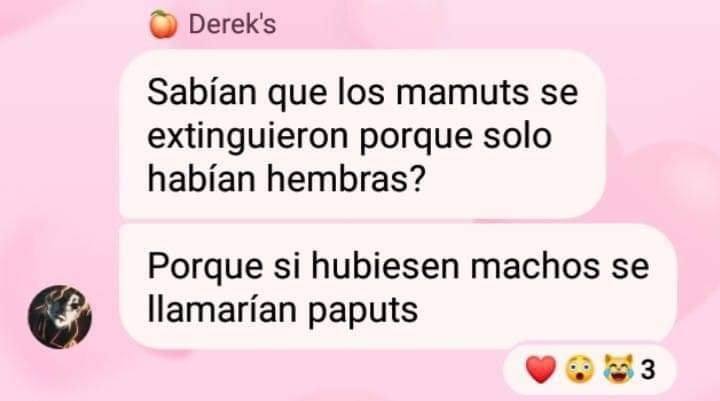 🍑 Derek's
Sabían que los mamuts se
extinguieron porque solo
habían hembras?
Porque si hubiesen machos se
llamarían paputs
❤️😲😹 3